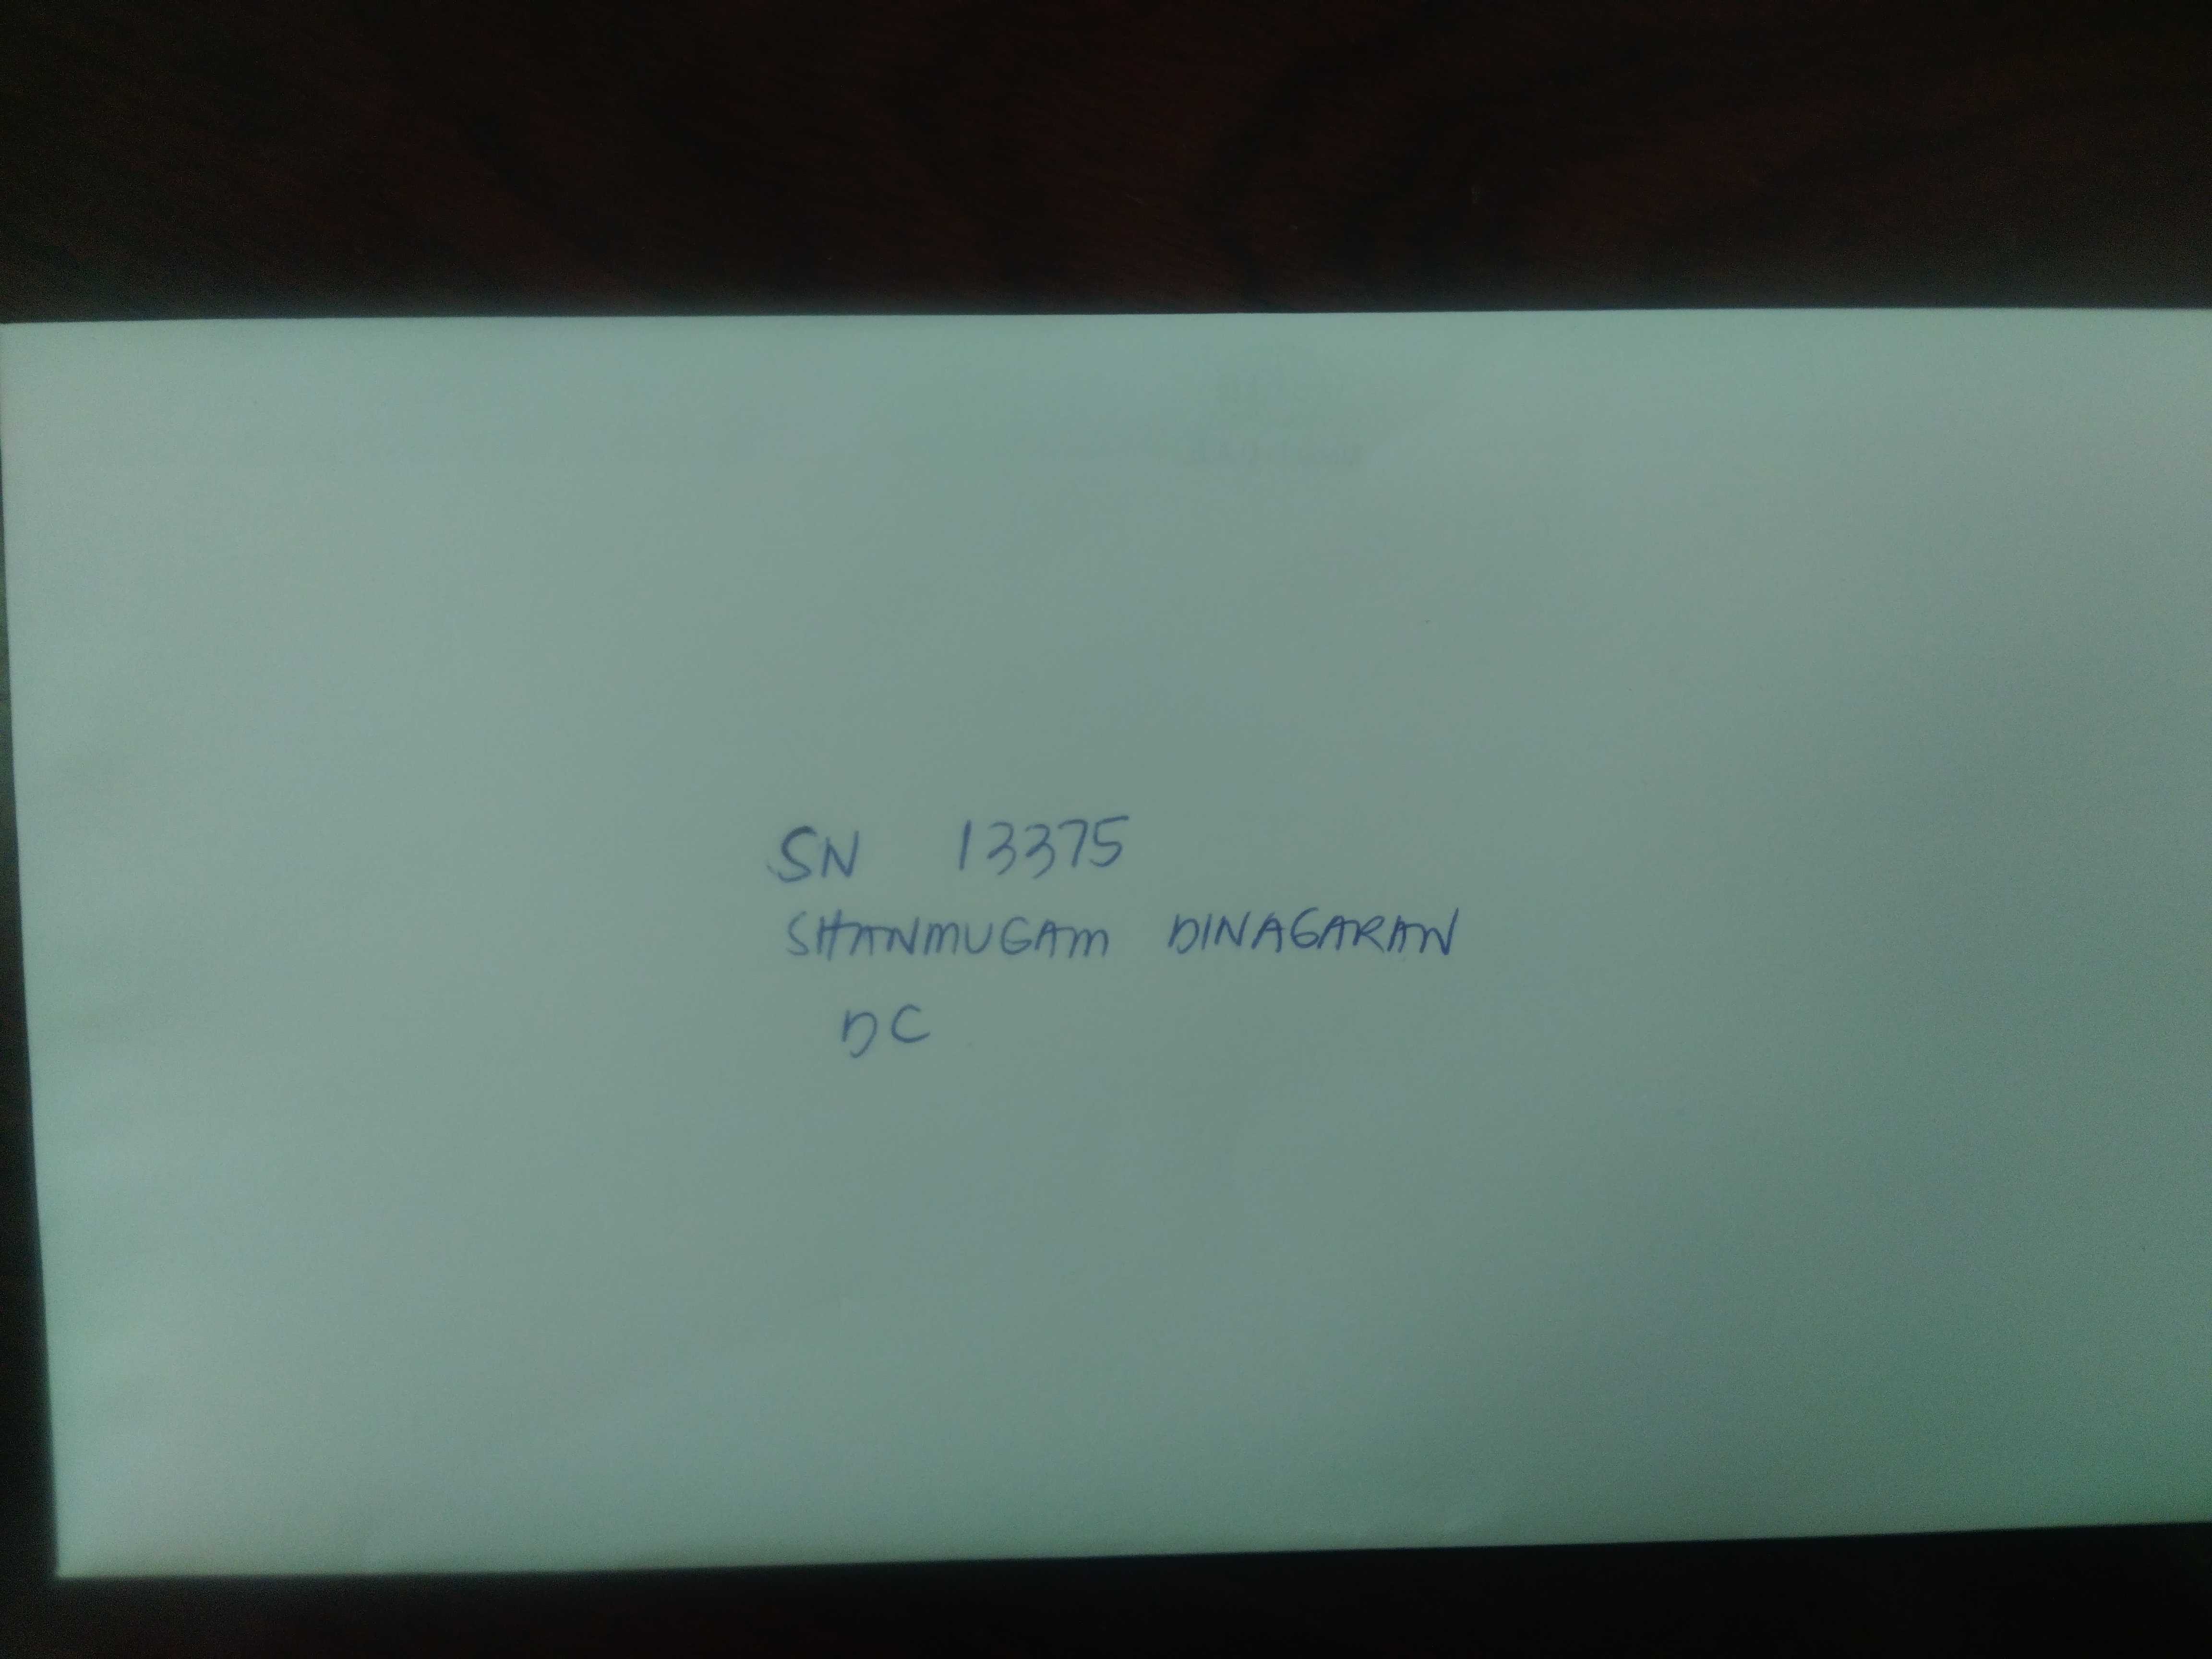 SN 13375
SHANMUGAM DINAGARAN
DC